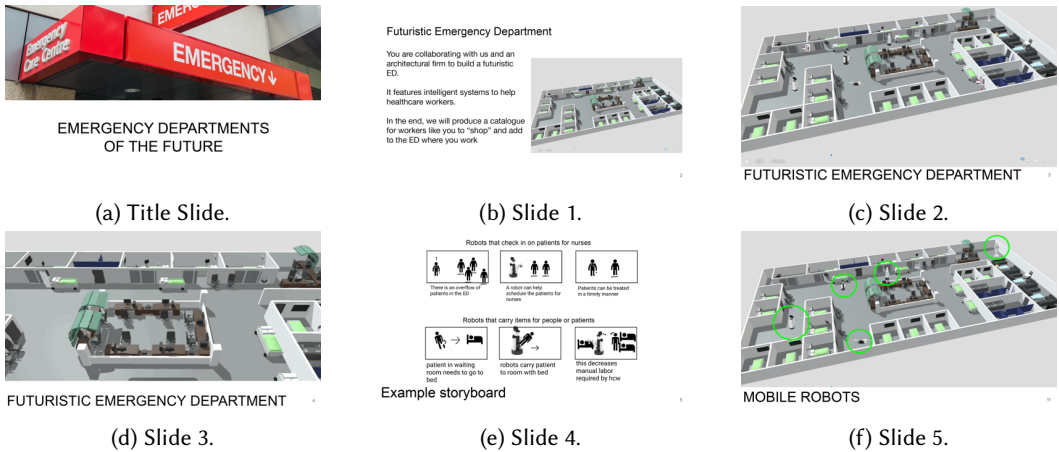 EMERG
Emergency
Care Centre
EMERGENCY↓
EMERGENCY DEPARTMENTS
OF THE FUTURE
(a) Title Slide.
Futuristic Emergency Department
You are collaborating with us and an
architectural firm to build a futuristic
ED.
It features intelligent systems to help
healthcare workers.
In the end, we will produce a catalogue
for workers like you to “shop” and add
to the ED where you work
2
(b) Slide 1.
FUTURISTIC EMERGENCY DEPARTMENT
3
(c) Slide 2.
FUTURISTIC EMERGENCY DEPARTMENT
4
(d) Slide 3.
Robots that check in on patients for nurses
There is an overflow of
patients in the ED
A robot can help
schedule the patients for
nurses
Patients can be treated
in a timely manner
Robots that carry items for people or patients
patient in waiting
room needs to go to
bed
robots carry patient
to room with bed
this decreases
manual labor
required by hcw
Example storyboard
5
(e) Slide 4.
MOBILE ROBOTS
(f) Slide 5.